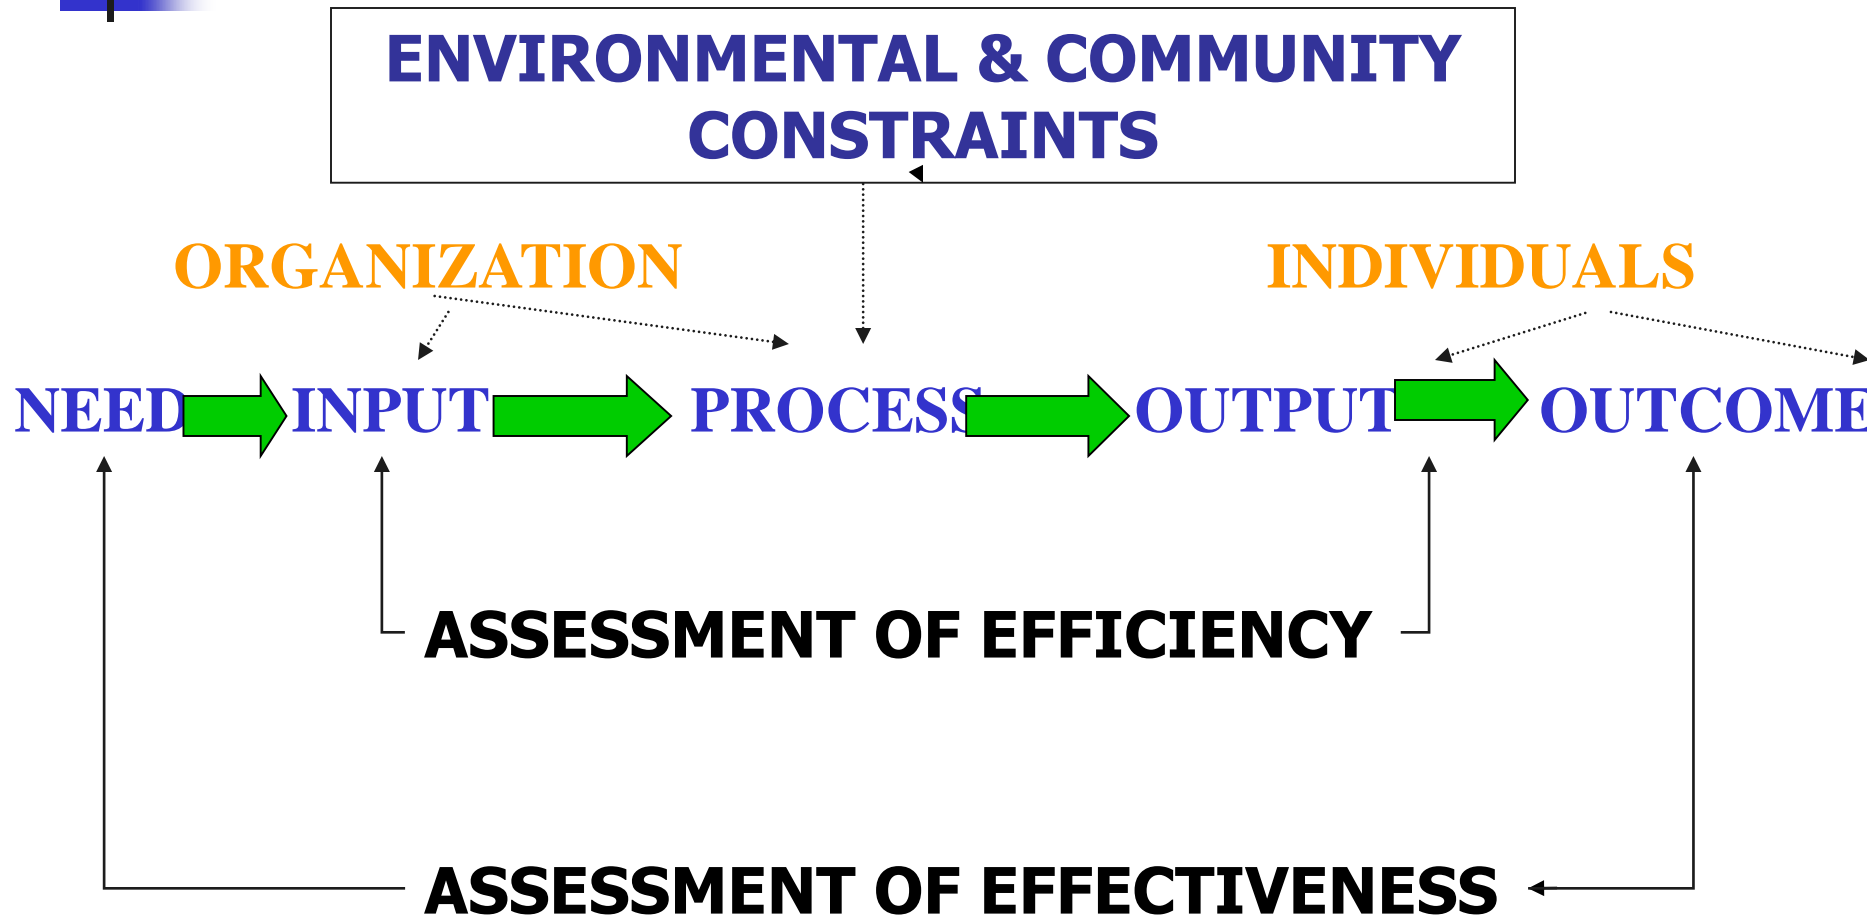 ENVIRONMENTAL & COMMUNITY
CONSTRAINTS
ORGANIZATION INDIVIDUALS
NEED INPUT PROCESS OUTPUT OUTCOME
ASSESSMENT OF EFFICIENCY
ASSESSMENT OF EFFECTIVENESS